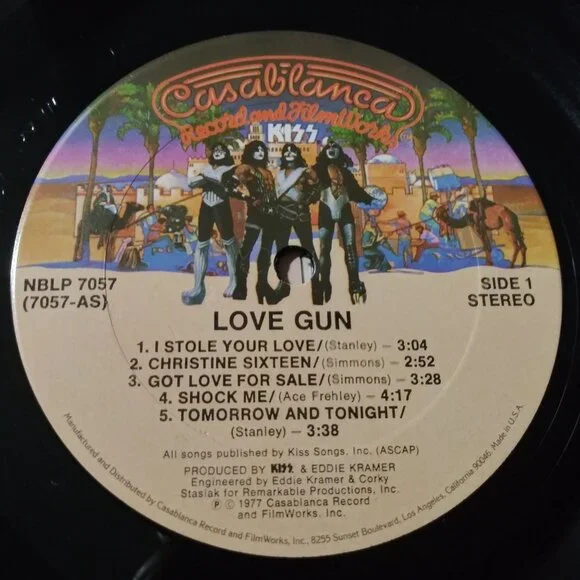 Casablanca
Record and FilmWorks
KISS
NBLP 7057
(7057-AS)
SIDE 1
STEREO
LOVE GUN
1. I STOLE YOUR LOVE/(Stanley) – 3:04
2. CHRISTINE SIXTEEN/(Simmons) – 2:52
3. GOT LOVE FOR SALE/(Simmons) – 3:28
4. SHOCK ME/(Ace Frehley) – 4:17
5. TOMORROW AND TONIGHT/
(Stanley) – 3:38
All songs published by Kiss Songs, Inc. (ASCAP)
PRODUCED BY KISS & EDDIE KRAMER
Engineered by Eddie Kramer & Corky
Stasiak for Remarkable Productions, Inc.
Ⓟ © 1977 Casablanca Record
and FilmWorks, Inc.
Manufactured and Distributed by Casablanca Record and FilmWorks, Inc., 8255 Sunset Boulevard, Los Angeles, California 90046. Made in U.S.A.